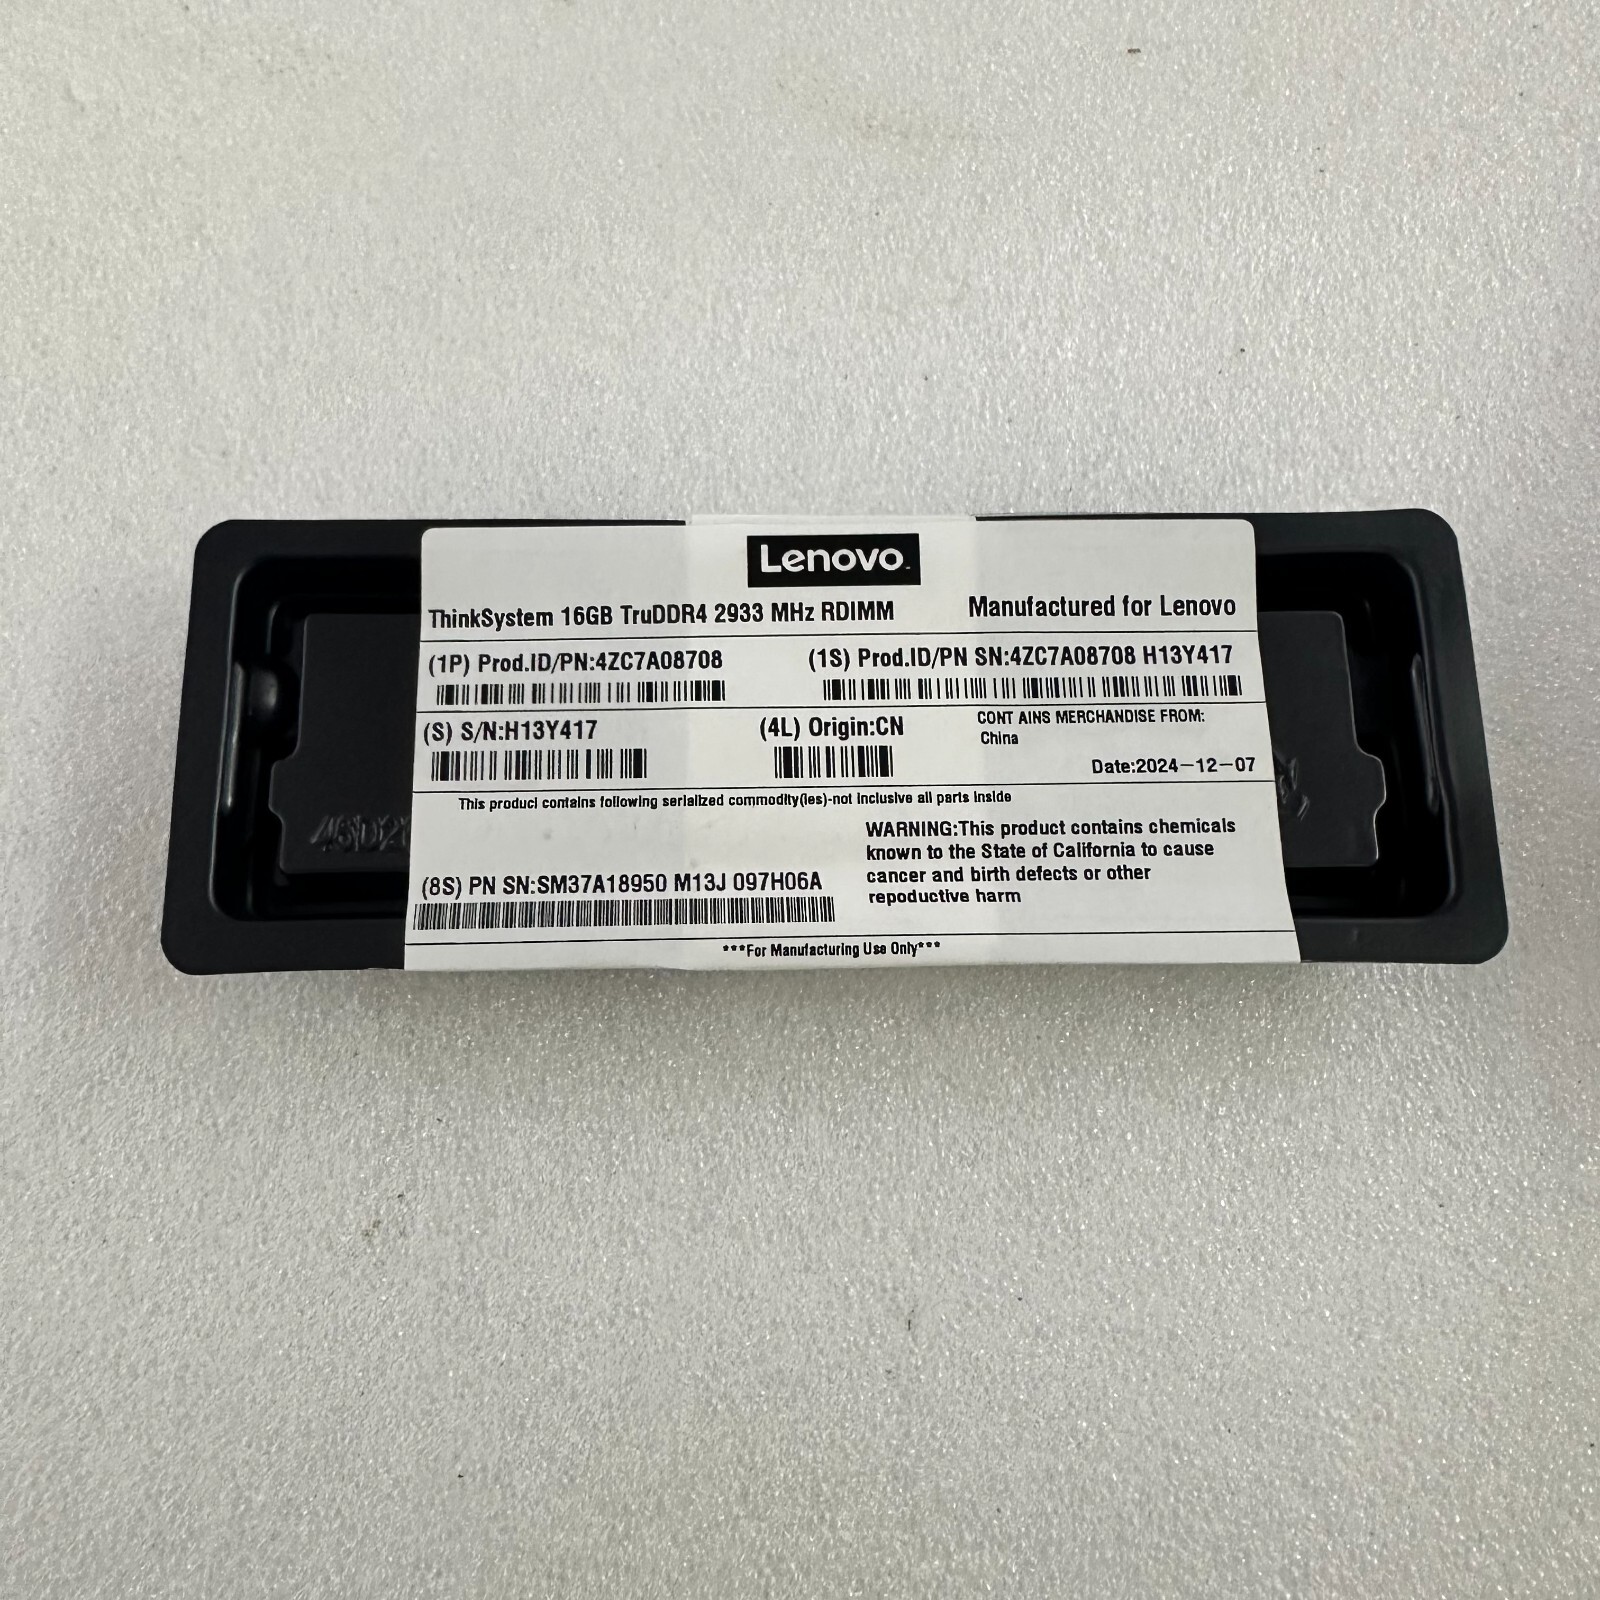 Lenovo.
ThinkSystem 16GB TruDDR4 2933 MHz RDIMM
Manufactured for Lenovo
(1P) Prod.ID/PN:4ZC7A08708
(1S) Prod.ID/PN SN:4ZC7A08708 H13Y417
(S) S/N:H13Y417
(4L) Origin:CN
CONT AINS MERCHANDISE FROM:
China
Date:2024-12-07
This product contains following serialized commodity(ies)-not inclusive all parts inside
WARNING:This product contains chemicals
known to the State of California to cause
cancer and birth defects or other
repoductive harm
(8S) PN SN:SM37A18950 M13J 097H06A
***For Manufacturing Use Only***